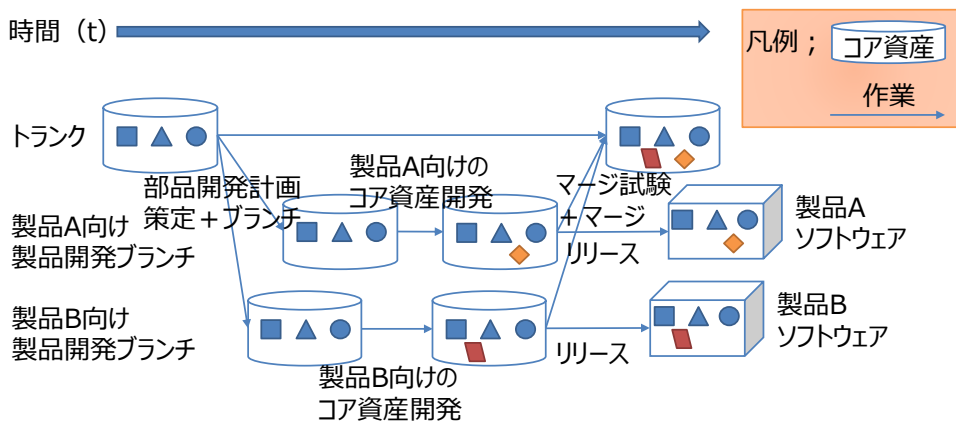 時間（t）
凡例；
コア資産
作業
トランク
部品開発計画
策定＋ブランチ
製品A向けの
コア資産開発
マージ試験
＋マージ
製品A向け
製品開発ブランチ
リリース
製品A
ソフトウェア
製品B向け
製品開発ブランチ
リリース
製品B
ソフトウェア
製品B向けの
コア資産開発